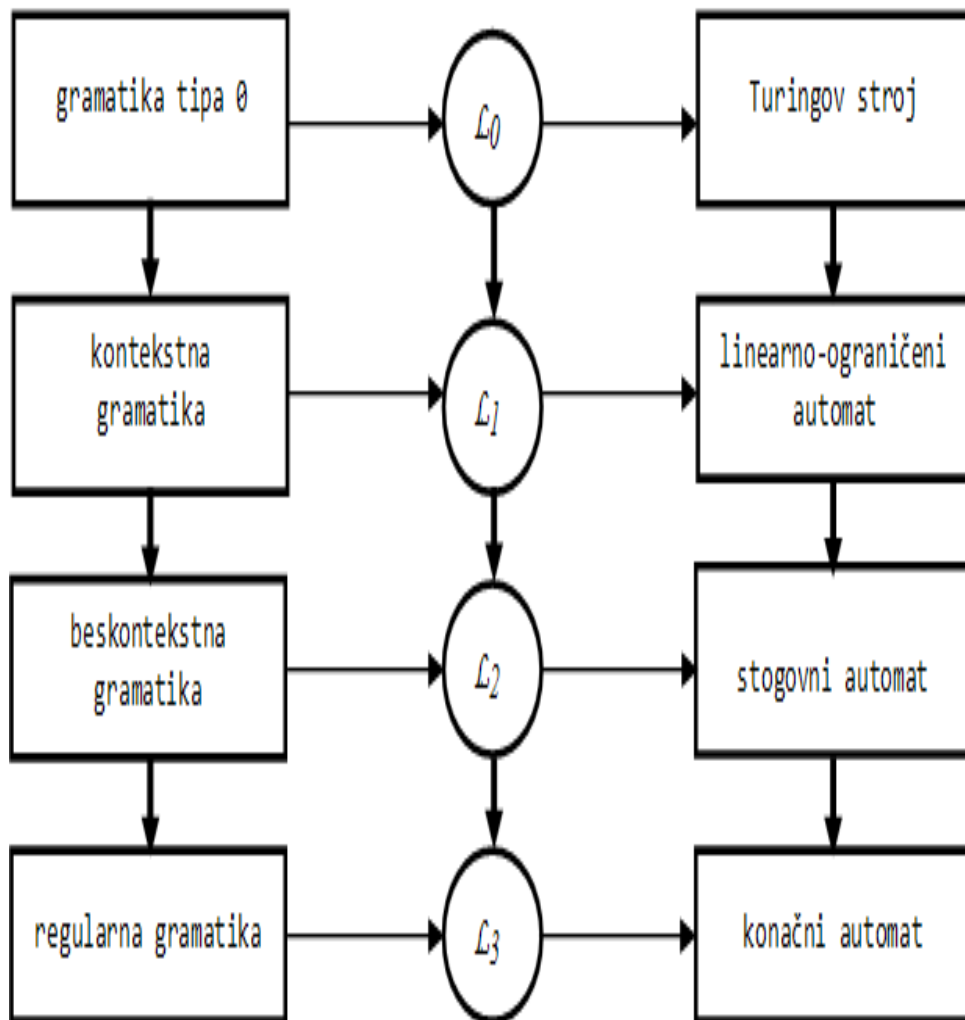 gramatika tipa 0
ℒ0
Turingov stroj
kontekstna
gramatika
ℒ1
linearno-ograničeni
automat
beskontekstna
gramatika
ℒ2
stogovni automat
regularna gramatika
ℒ3
konačni automat